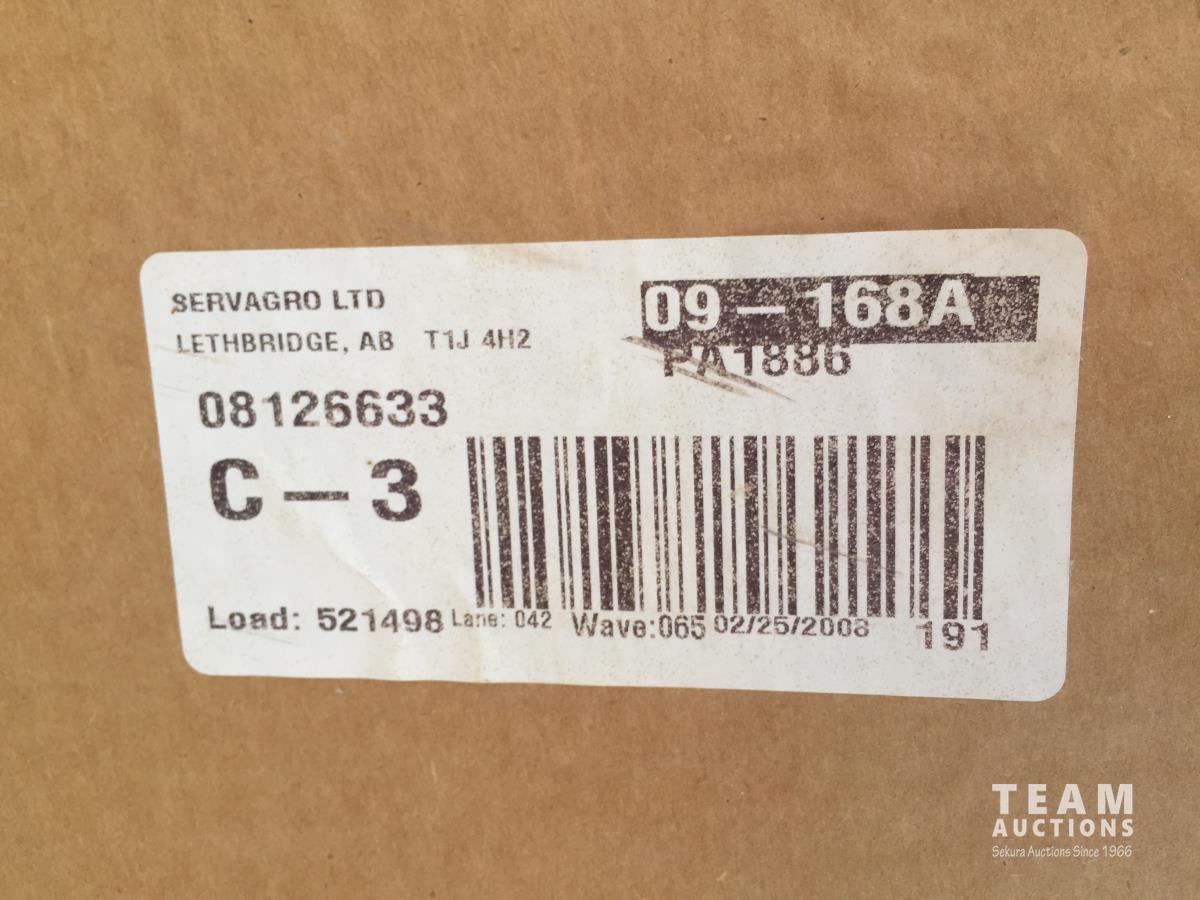 SERVAGRO LTD
LETHBRIDGE, AB T1J 4H2
09 – 168A
PA1886
08126633
C – 3
Load: 521498 Lane: 042 Wave:065 02/25/2008 191
TEAM
AUCTIONS
Sekura Auctions Since 1966